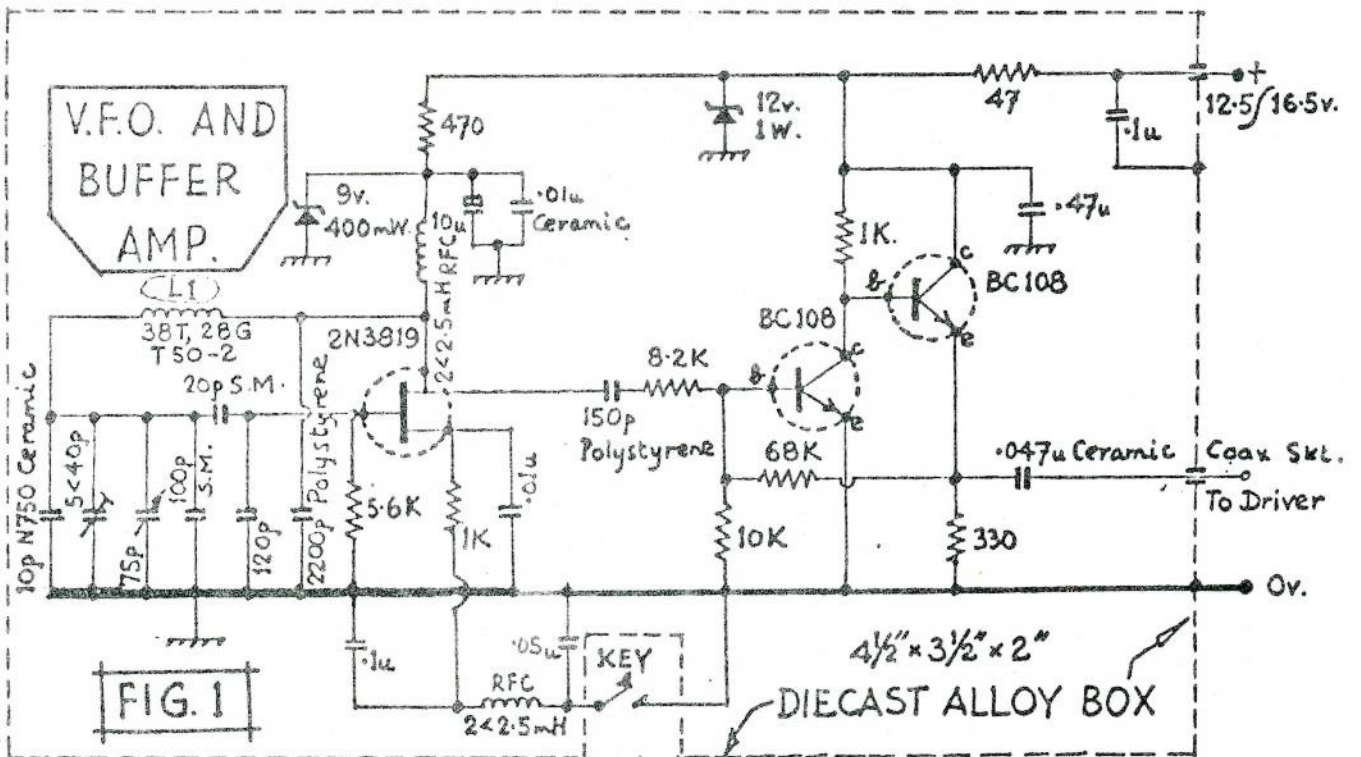 V.F.O. AND
BUFFER
AMP.
470
9v.
400mW.
10u
.01u
Ceramic
2<2.5mH RFC
12v.
1W.
47
.1u
+
12.5/16.5v.
1K.
.47u
c
b
BC108
e
BC108
c
b
e
L1
38T, 28G
T50-2
2N3819
20p S.M.
10p N750 Ceramic
5<40p
75p
100p
S.M.
120p
2200p Polystyrene
5.6K
1K
.01u
150p
Polystyrene
8.2K
68K
10K
.047u Ceramic
Coax Skt.
To Driver
330
0v.
.1u
RFC
2<2.5mH
.05u
KEY
4½"×3½"×2"
DIECAST ALLOY BOX
FIG.1